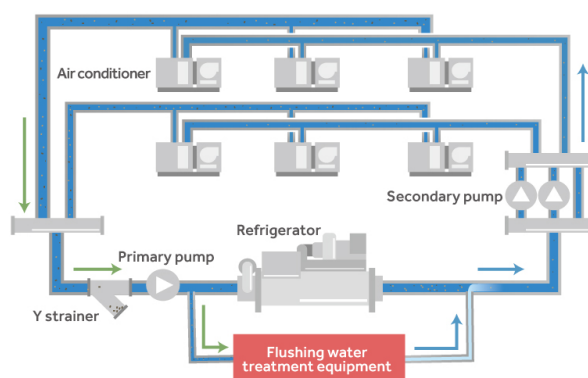 Air conditioner
Secondary pump
Refrigerator
Primary pump
Y strainer
Flushing water
treatment equipment